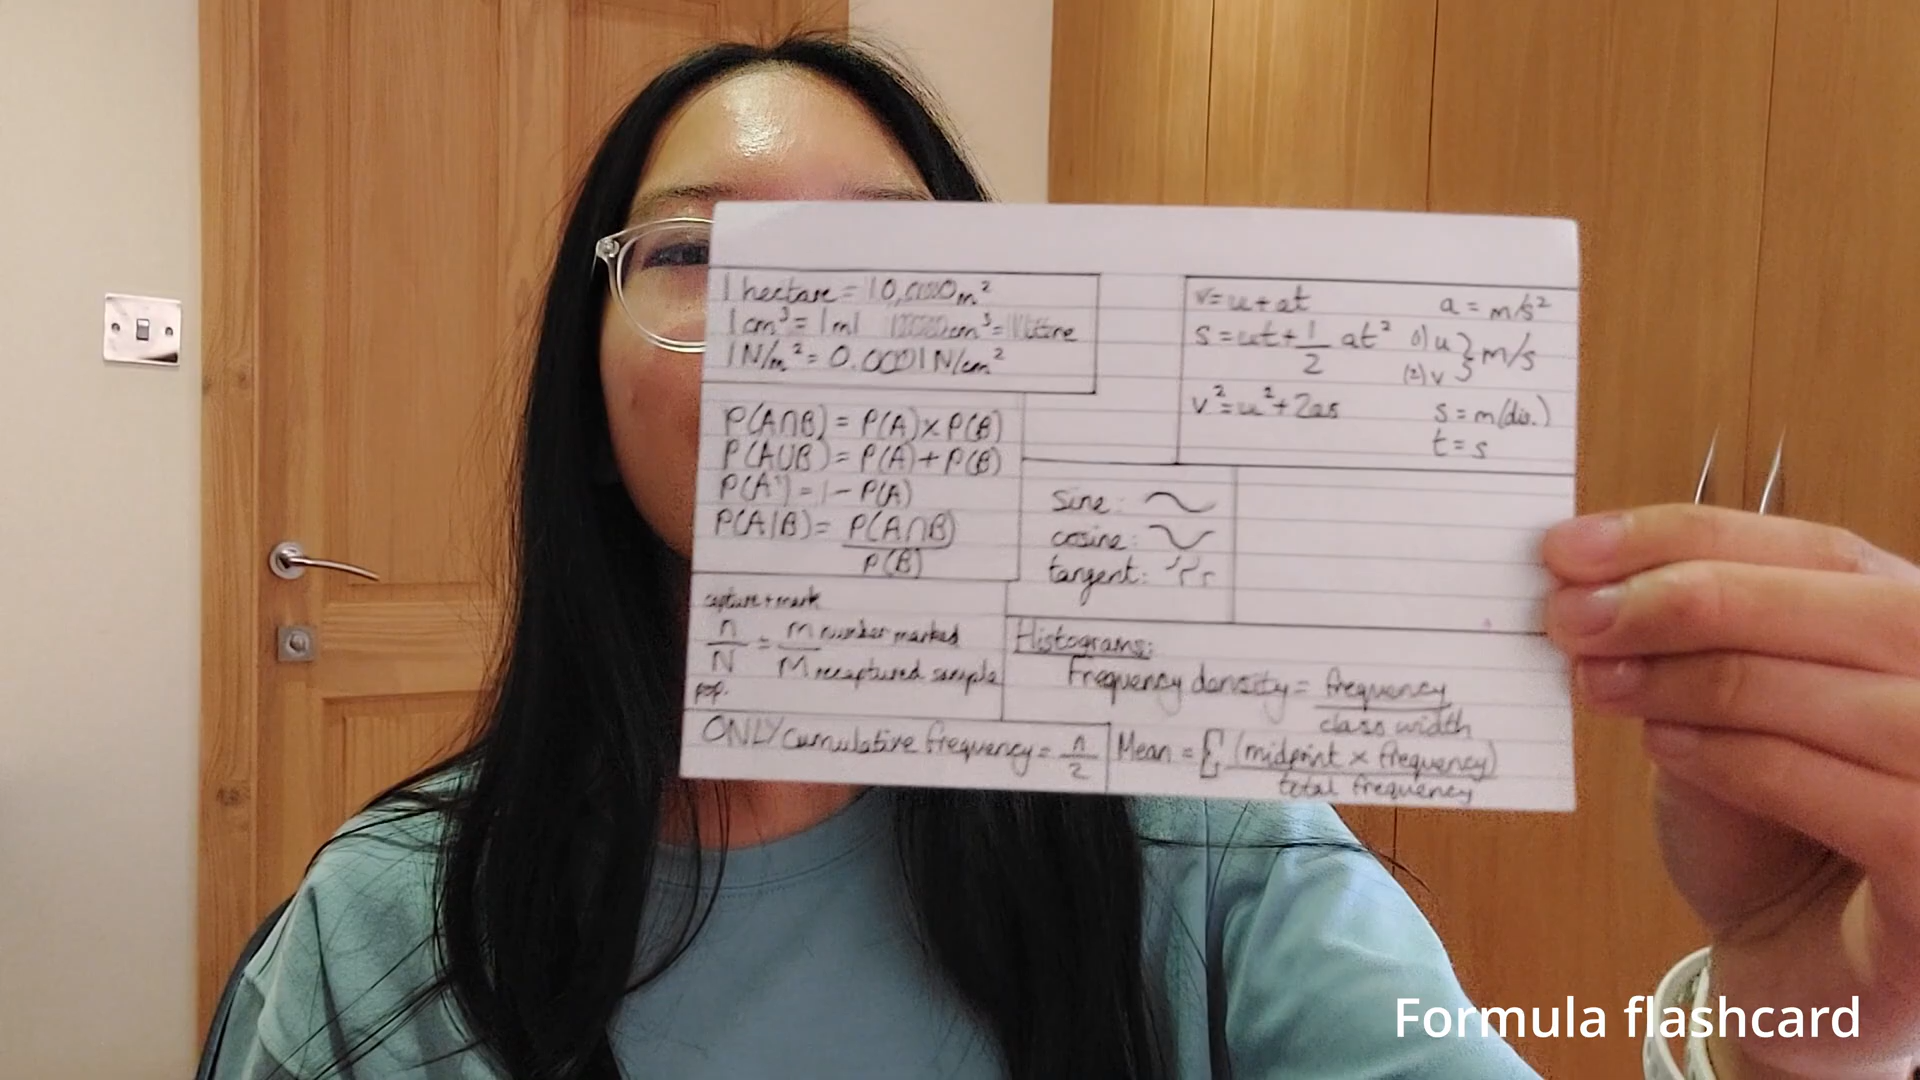 1 hectare = 10,000m²
1cm³ = 1ml 1000cm³ = 1 litre
1N/m² = 0.0001N/cm²
v=u+at a = m/s²
s=ut+1/2 at² (1) u } m/s
(2) v
v²=u²+2as s = m(dis.)
t = s
P(A∩B) = P(A)×P(B)
P(A∪B) = P(A)+P(B)
P(A') = 1-P(A)
P(A|B) = P(A∩B)/P(B)
sine:
cosine:
tangent:
capture+mark
n/N = m number marked/M recaptured sample
pop.
Histograms:
Frequency density = frequency/class width
ONLY cumulative frequency = n/2
Mean = Σ(midpoint × frequency)/total frequency
Formula flashcard